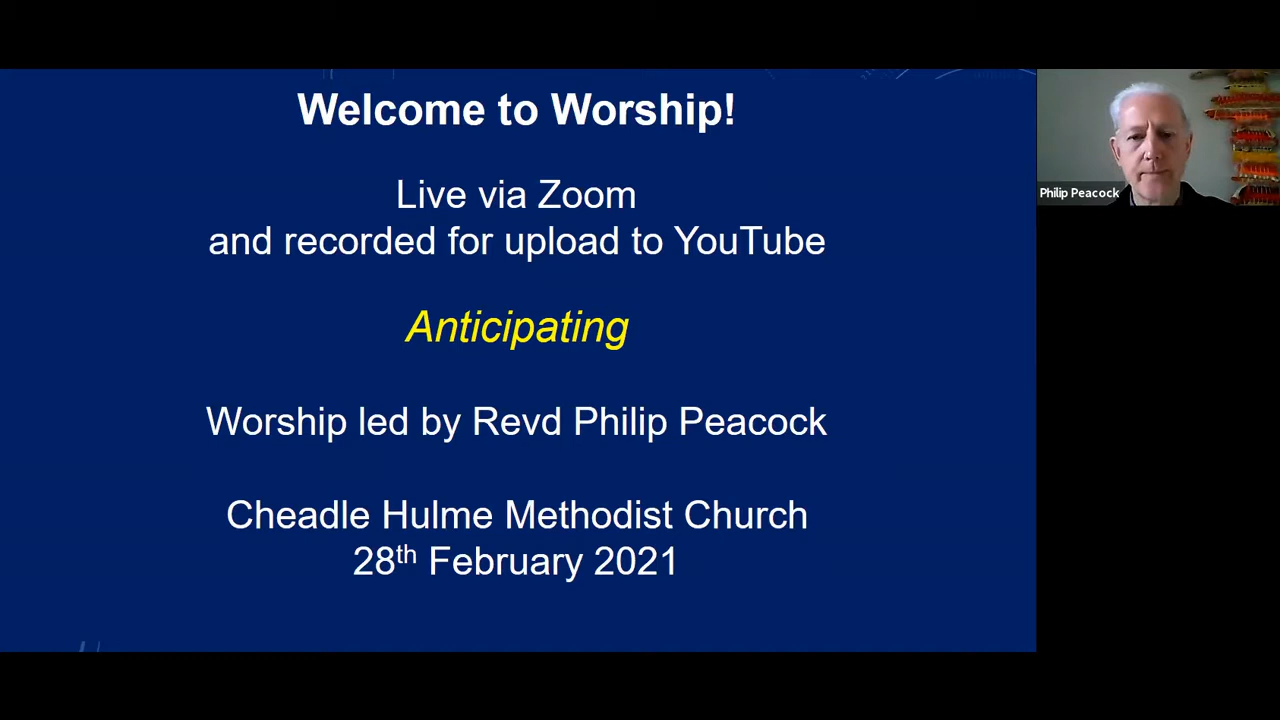 Welcome to Worship!
Live via Zoom
and recorded for upload to YouTube
Anticipating
Worship led by Revd Philip Peacock
Cheadle Hulme Methodist Church
28th February 2021
Philip Peacock